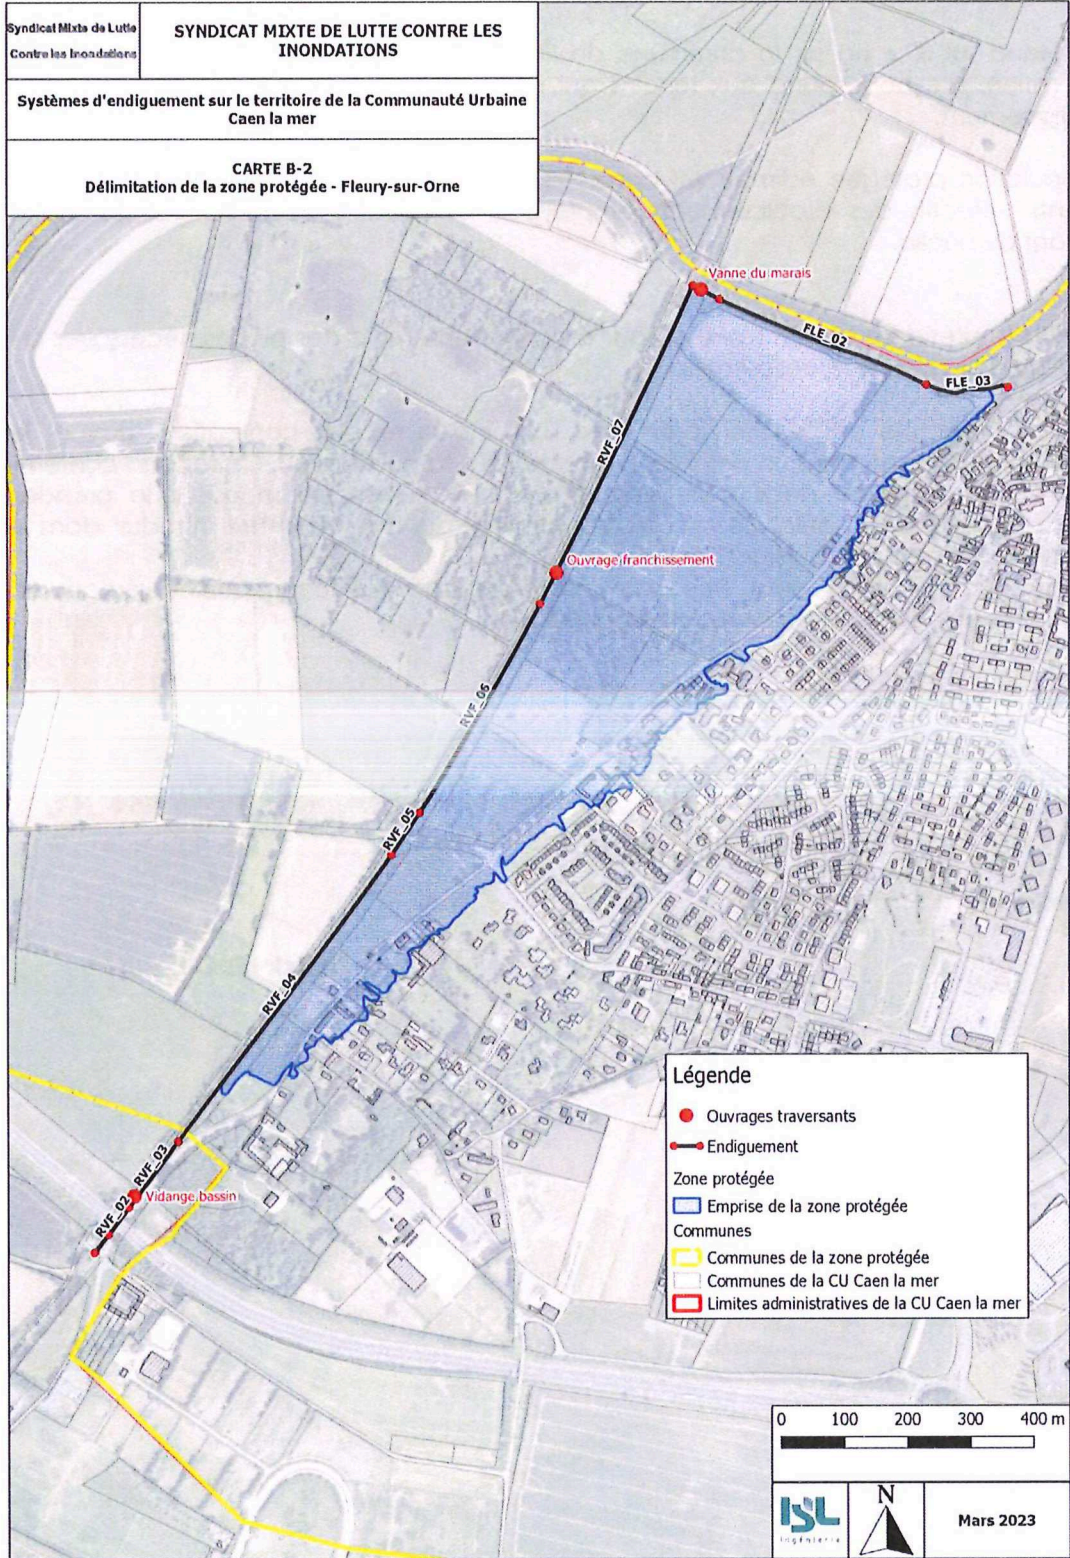 Syndicat Mixte de Lutte
Contre les Inondations
SYNDICAT MIXTE DE LUTTE CONTRE LES
INONDATIONS
Systèmes d'endiguement sur le territoire de la Communauté Urbaine
Caen la mer
CARTE B-2
Délimitation de la zone protégée - Fleury-sur-Orne
Vanne du marais
FLE_02
FLE_03
RVF_07
Ouvrage franchissement
RVF_06
RVF_05
RVF_04
RVF_03
RVF_02
Vidange bassin
Légende
Ouvrages traversants
Endiguement
Zone protégée
Emprise de la zone protégée
Communes
Communes de la zone protégée
Communes de la CU Caen la mer
Limites administratives de la CU Caen la mer
0 100 200 300 400 m
ISL
Ingénierie
N
Mars 2023